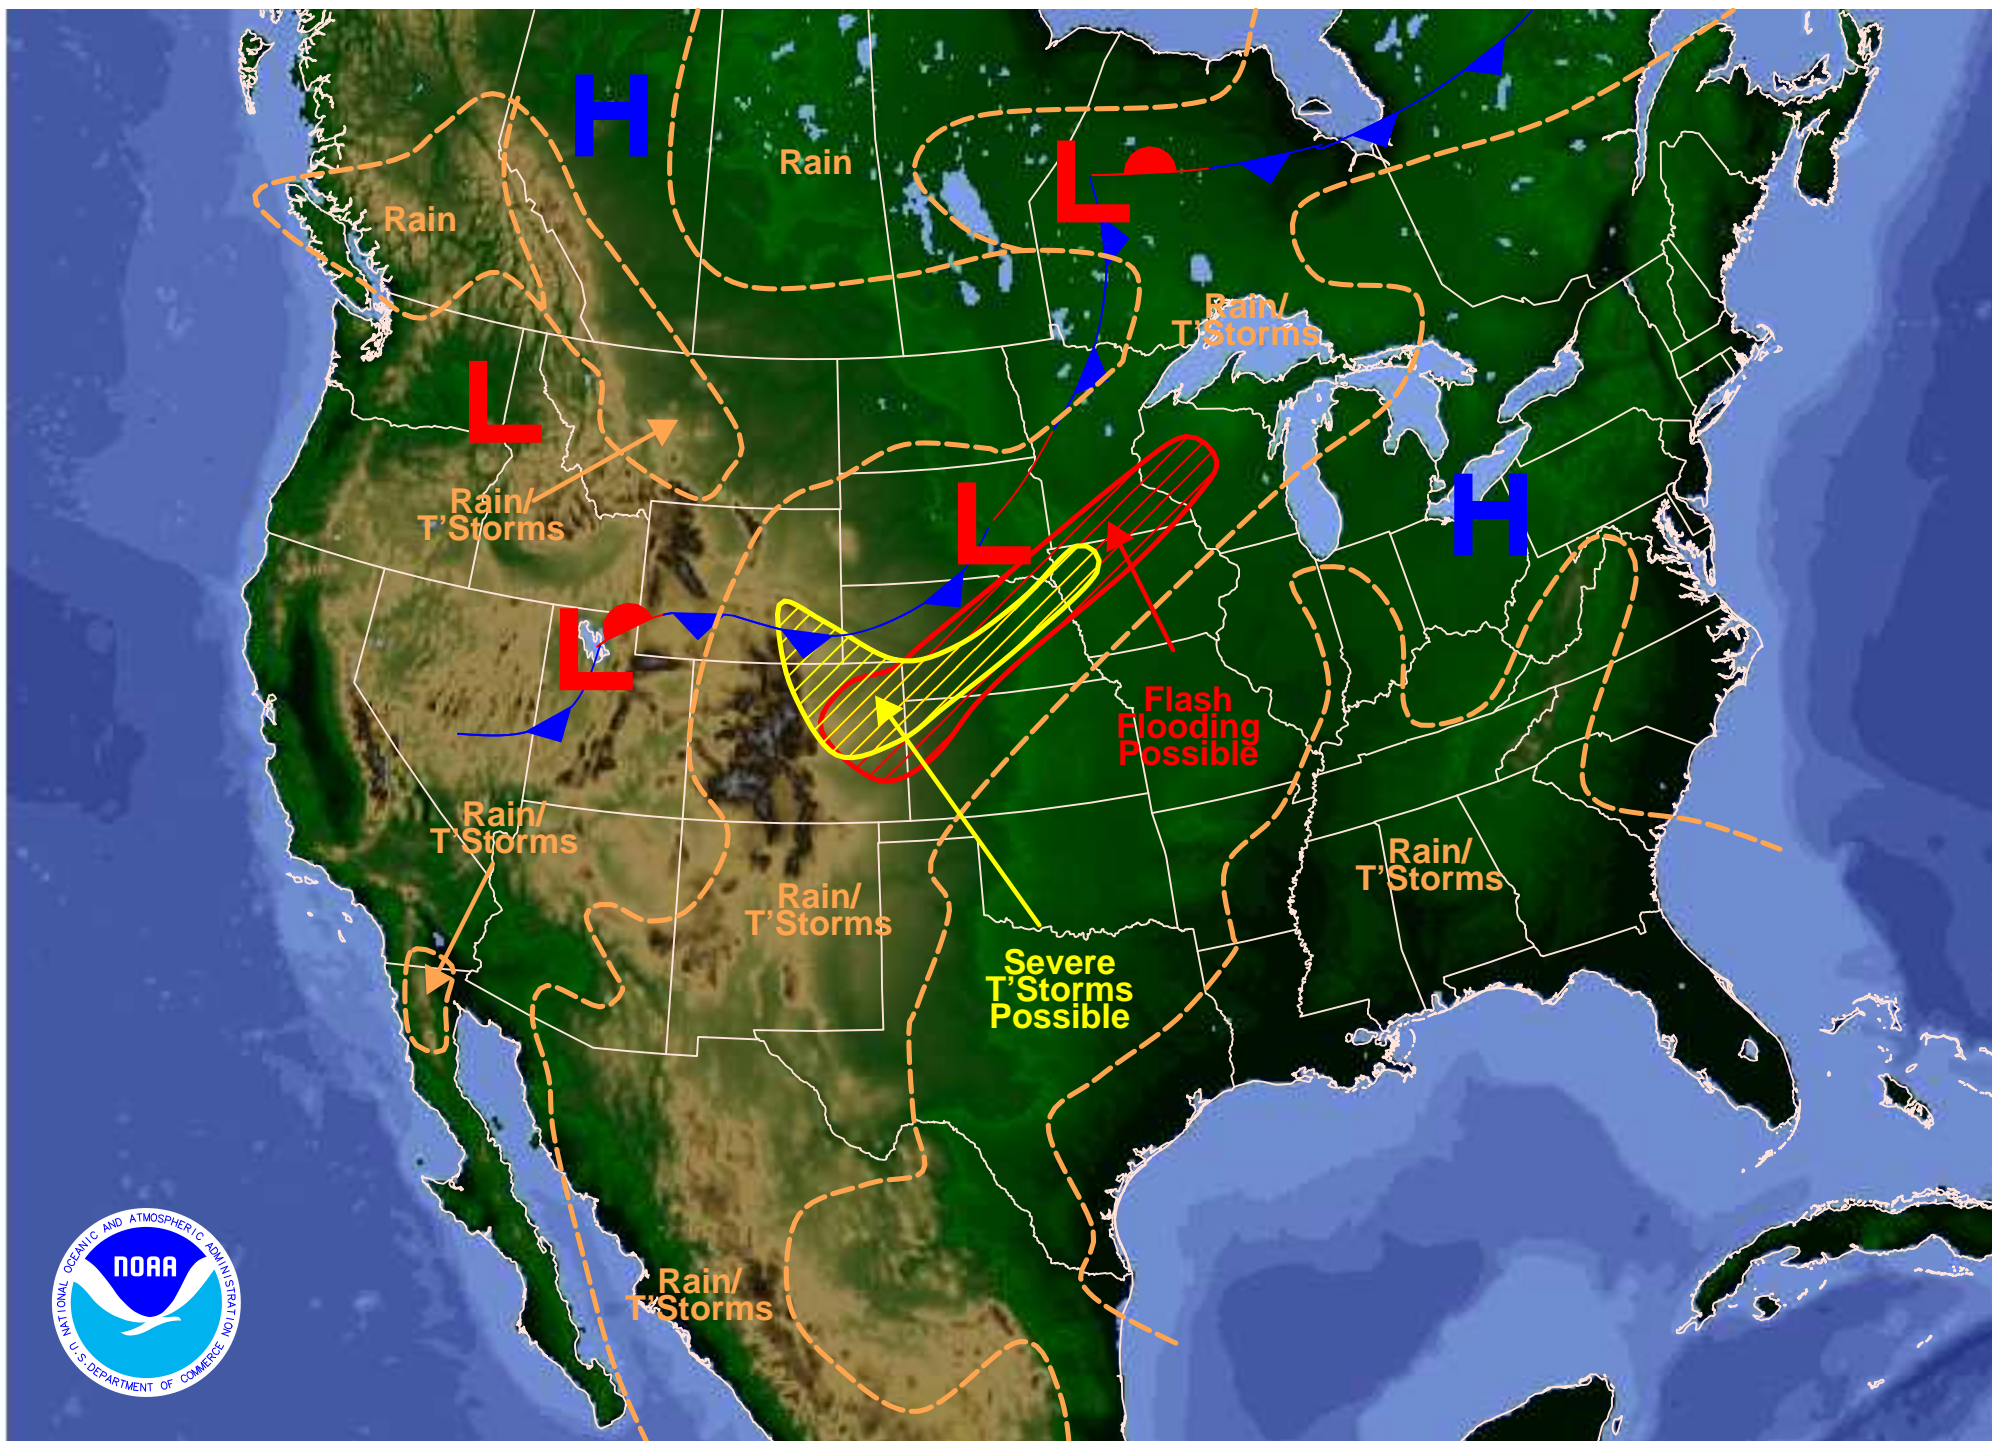 H
Rain
L
Rain
Rain/
T'Storms
L
Rain/
T'Storms
H
L
L
Flash
Flooding
Possible
Rain/
T'Storms
Rain/
T'Storms
Rain/
T'Storms
Severe
T'Storms
Possible
Rain/
T'Storms
NATIONAL OCEANIC AND ATMOSPHERIC ADMINISTRATION
NOAA
U.S. DEPARTMENT OF COMMERCE